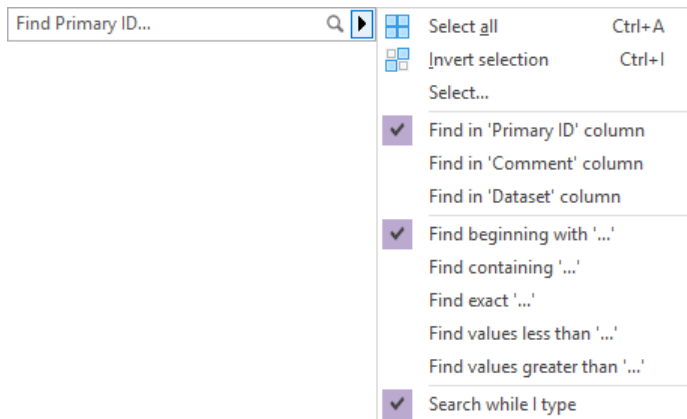 Find Primary ID...
Select all Ctrl+A
Invert selection Ctrl+I
Select...
Find in 'Primary ID' column
Find in 'Comment' column
Find in 'Dataset' column
Find beginning with '...'
Find containing '...'
Find exact '...'
Find values less than '...'
Find values greater than '...'
Search while I type